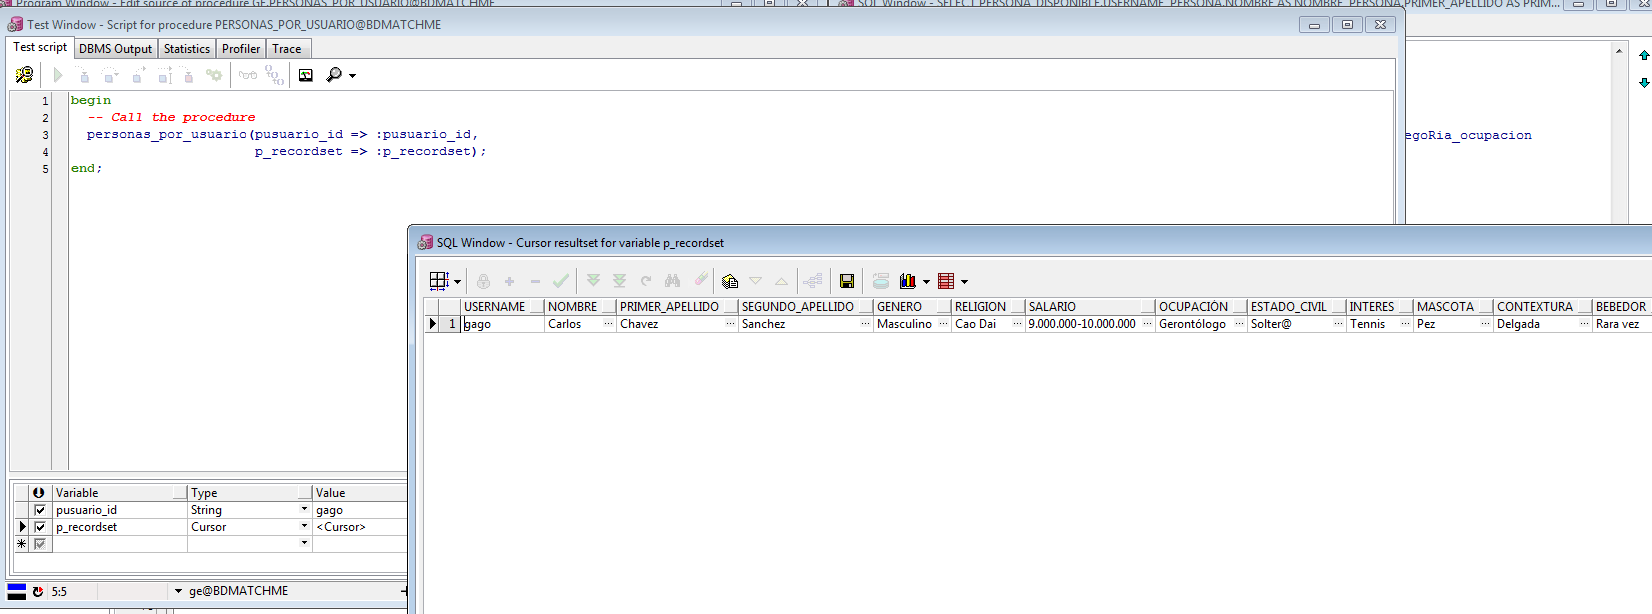 Program Window - Edit source of procedure GE.PERSONAS_POR_USUARIO@BDMATCHME
SQL Window - SELECT PERSONA_DISPONIBLE.USERNAME, PERSONA.NOMBRE AS NOMBRE, PERSONA.PRIMER_APELLIDO AS PRIM...
Test Window - Script for procedure PERSONAS_POR_USUARIO@BDMATCHME
Test script DBMS Output Statistics Profiler Trace
1 begin
2 -- Call the procedure
3 personas_por_usuario(pusuario_id => :pusuario_id,
4 p_recordset => :p_recordset);
5 end;
egoRia_ocupacion
SQL Window - Cursor resultset for variable p_recordset
USERNAME NOMBRE PRIMER_APELLIDO SEGUNDO_APELLIDO GENERO RELIGION SALARIO OCUPACIÓN ESTADO_CIVIL INTERES MASCOTA CONTEXTURA BEBEDOR
1 gago Carlos ... Chavez ... Sanchez ... Masculino ... Cao Dai ... 9.000.000-10.000.000 ... Gerontólogo ... Solter@ ... Tennis ... Pez ... Delgada ... Rara vez
Variable Type Value
pusuario_id String gago
p_recordset Cursor <Cursor>
5:5 ge@BDMATCHME